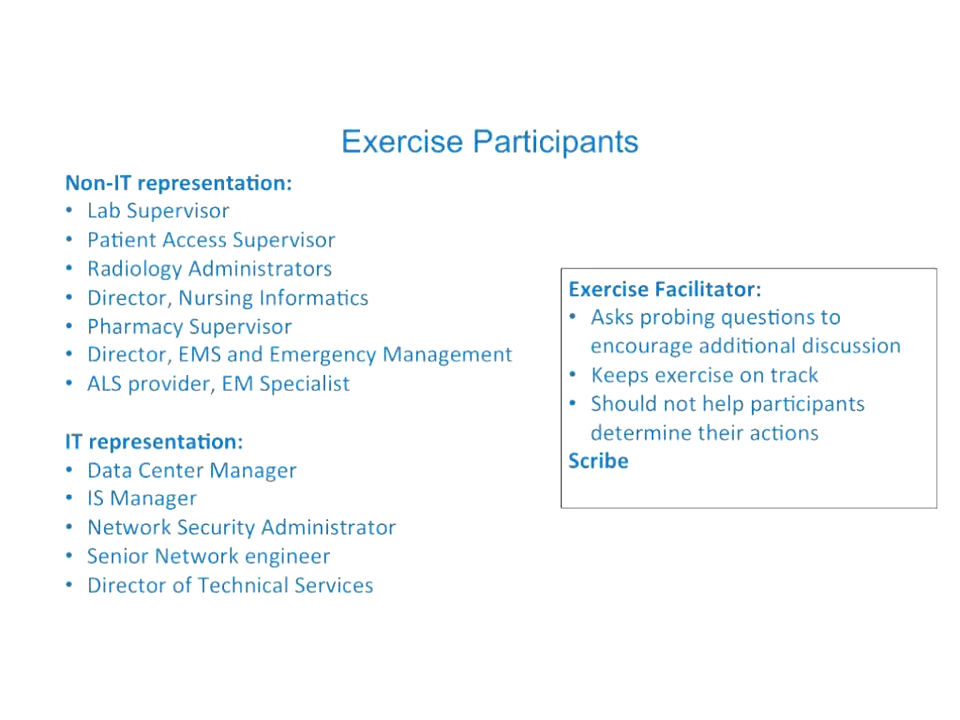 Exercise Participants
Non-IT representation:
• Lab Supervisor
• Patient Access Supervisor
• Radiology Administrators
• Director, Nursing Informatics
• Pharmacy Supervisor
• Director, EMS and Emergency Management
• ALS provider, EM Specialist
IT representation:
• Data Center Manager
• IS Manager
• Network Security Administrator
• Senior Network engineer
• Director of Technical Services
Exercise Facilitator:
• Asks probing questions to
encourage additional discussion
• Keeps exercise on track
• Should not help participants
determine their actions
Scribe